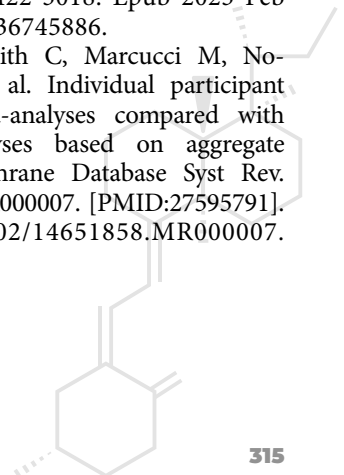 122-3018. Epub 2023 Feb
36745886.
ith C, Marcucci M, No-
al. Individual participant
-analyses compared with
yses based on aggregate
hrane Database Syst Rev.
000007. [PMID:27595791].
02/14651858.MR000007.
315